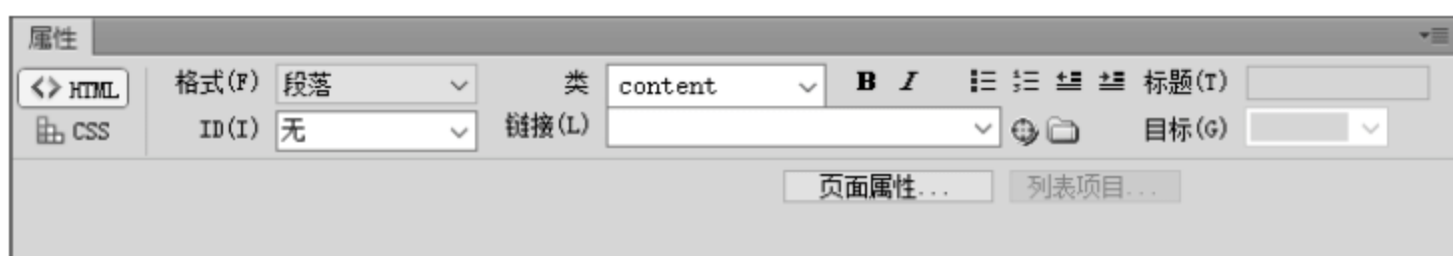 属性
HTML 格式(F) 段落 类 content B I 标题(T)
CSS ID(I) 无 链接(L) 目标(G)
页面属性... 列表项目...